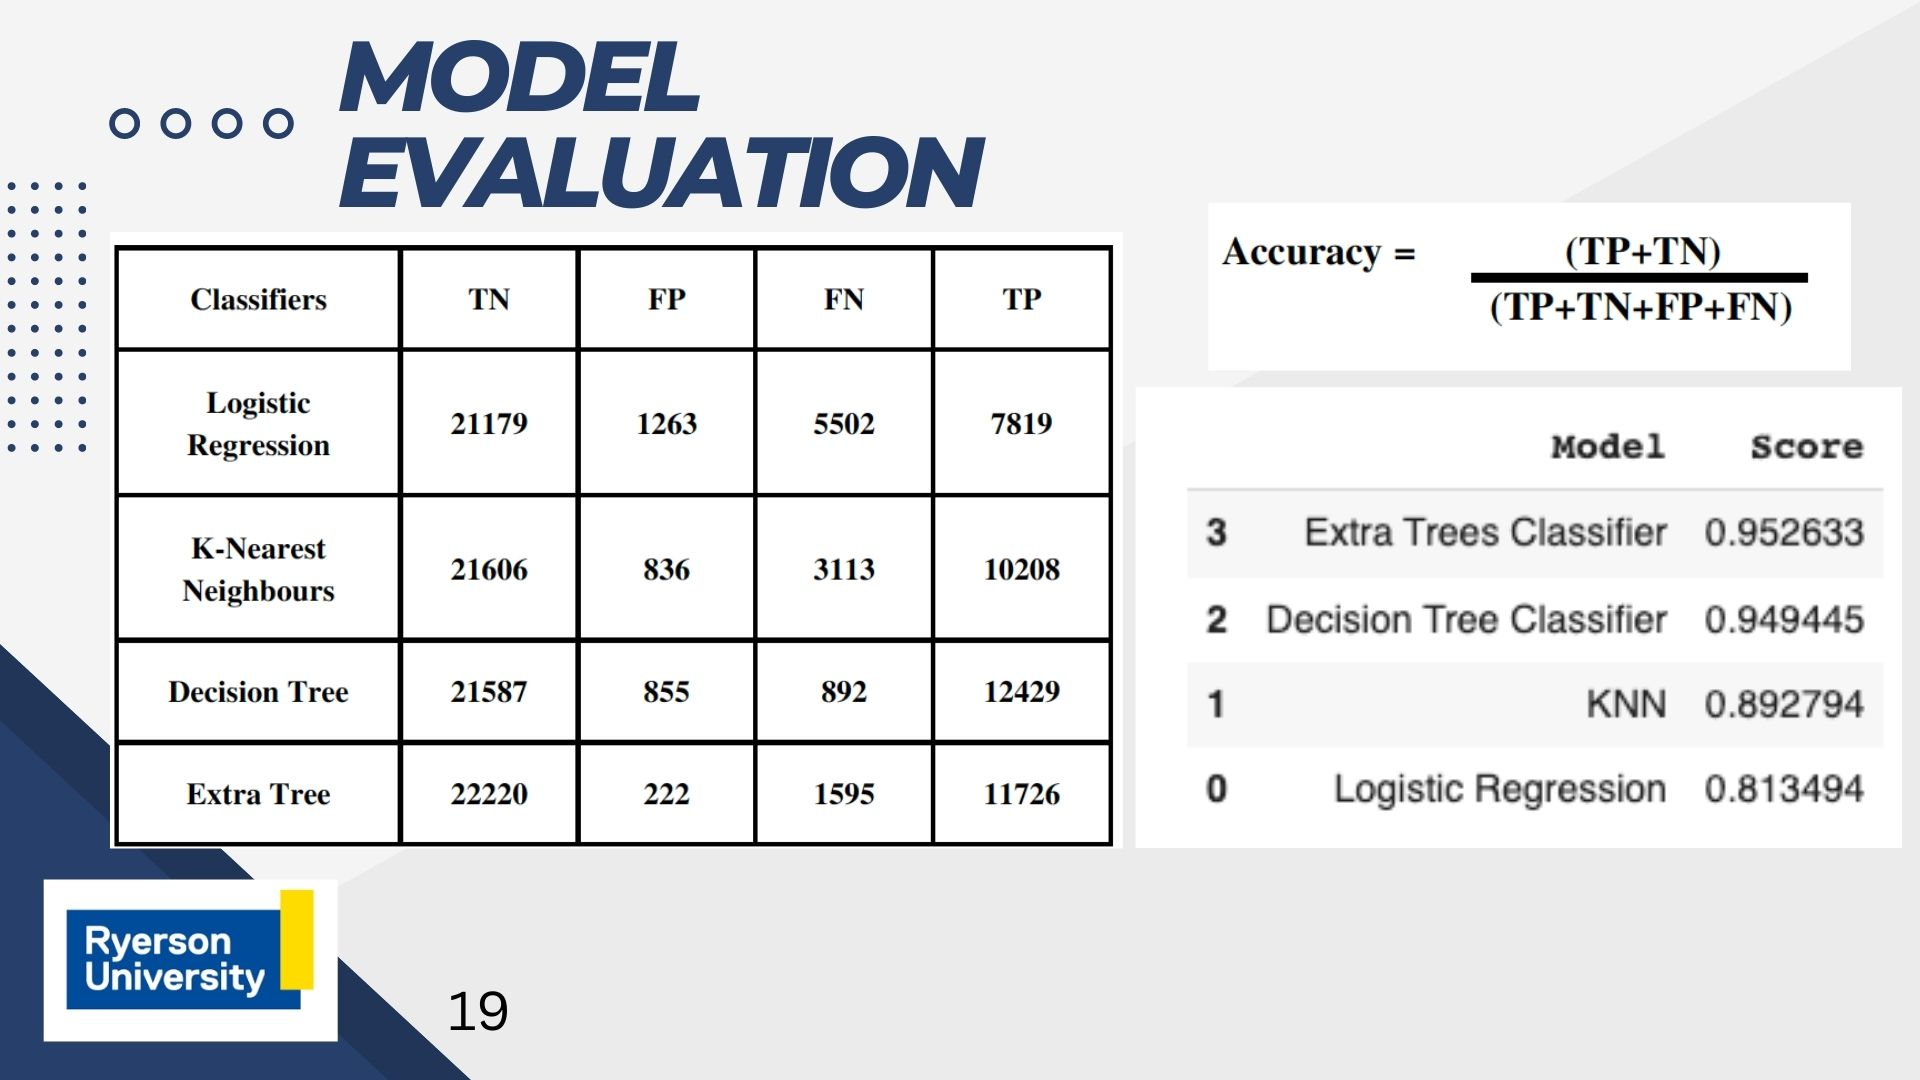 MODEL
EVALUATION
Classifiers TN FP FN TP
Logistic
Regression 21179 1263 5502 7819
K-Nearest
Neighbours 21606 836 3113 10208
Decision Tree 21587 855 892 12429
Extra Tree 22220 222 1595 11726
Accuracy = (TP+TN)
(TP+TN+FP+FN)
Model Score
3 Extra Trees Classifier 0.952633
2 Decision Tree Classifier 0.949445
1 KNN 0.892794
0 Logistic Regression 0.813494
Ryerson
University
19